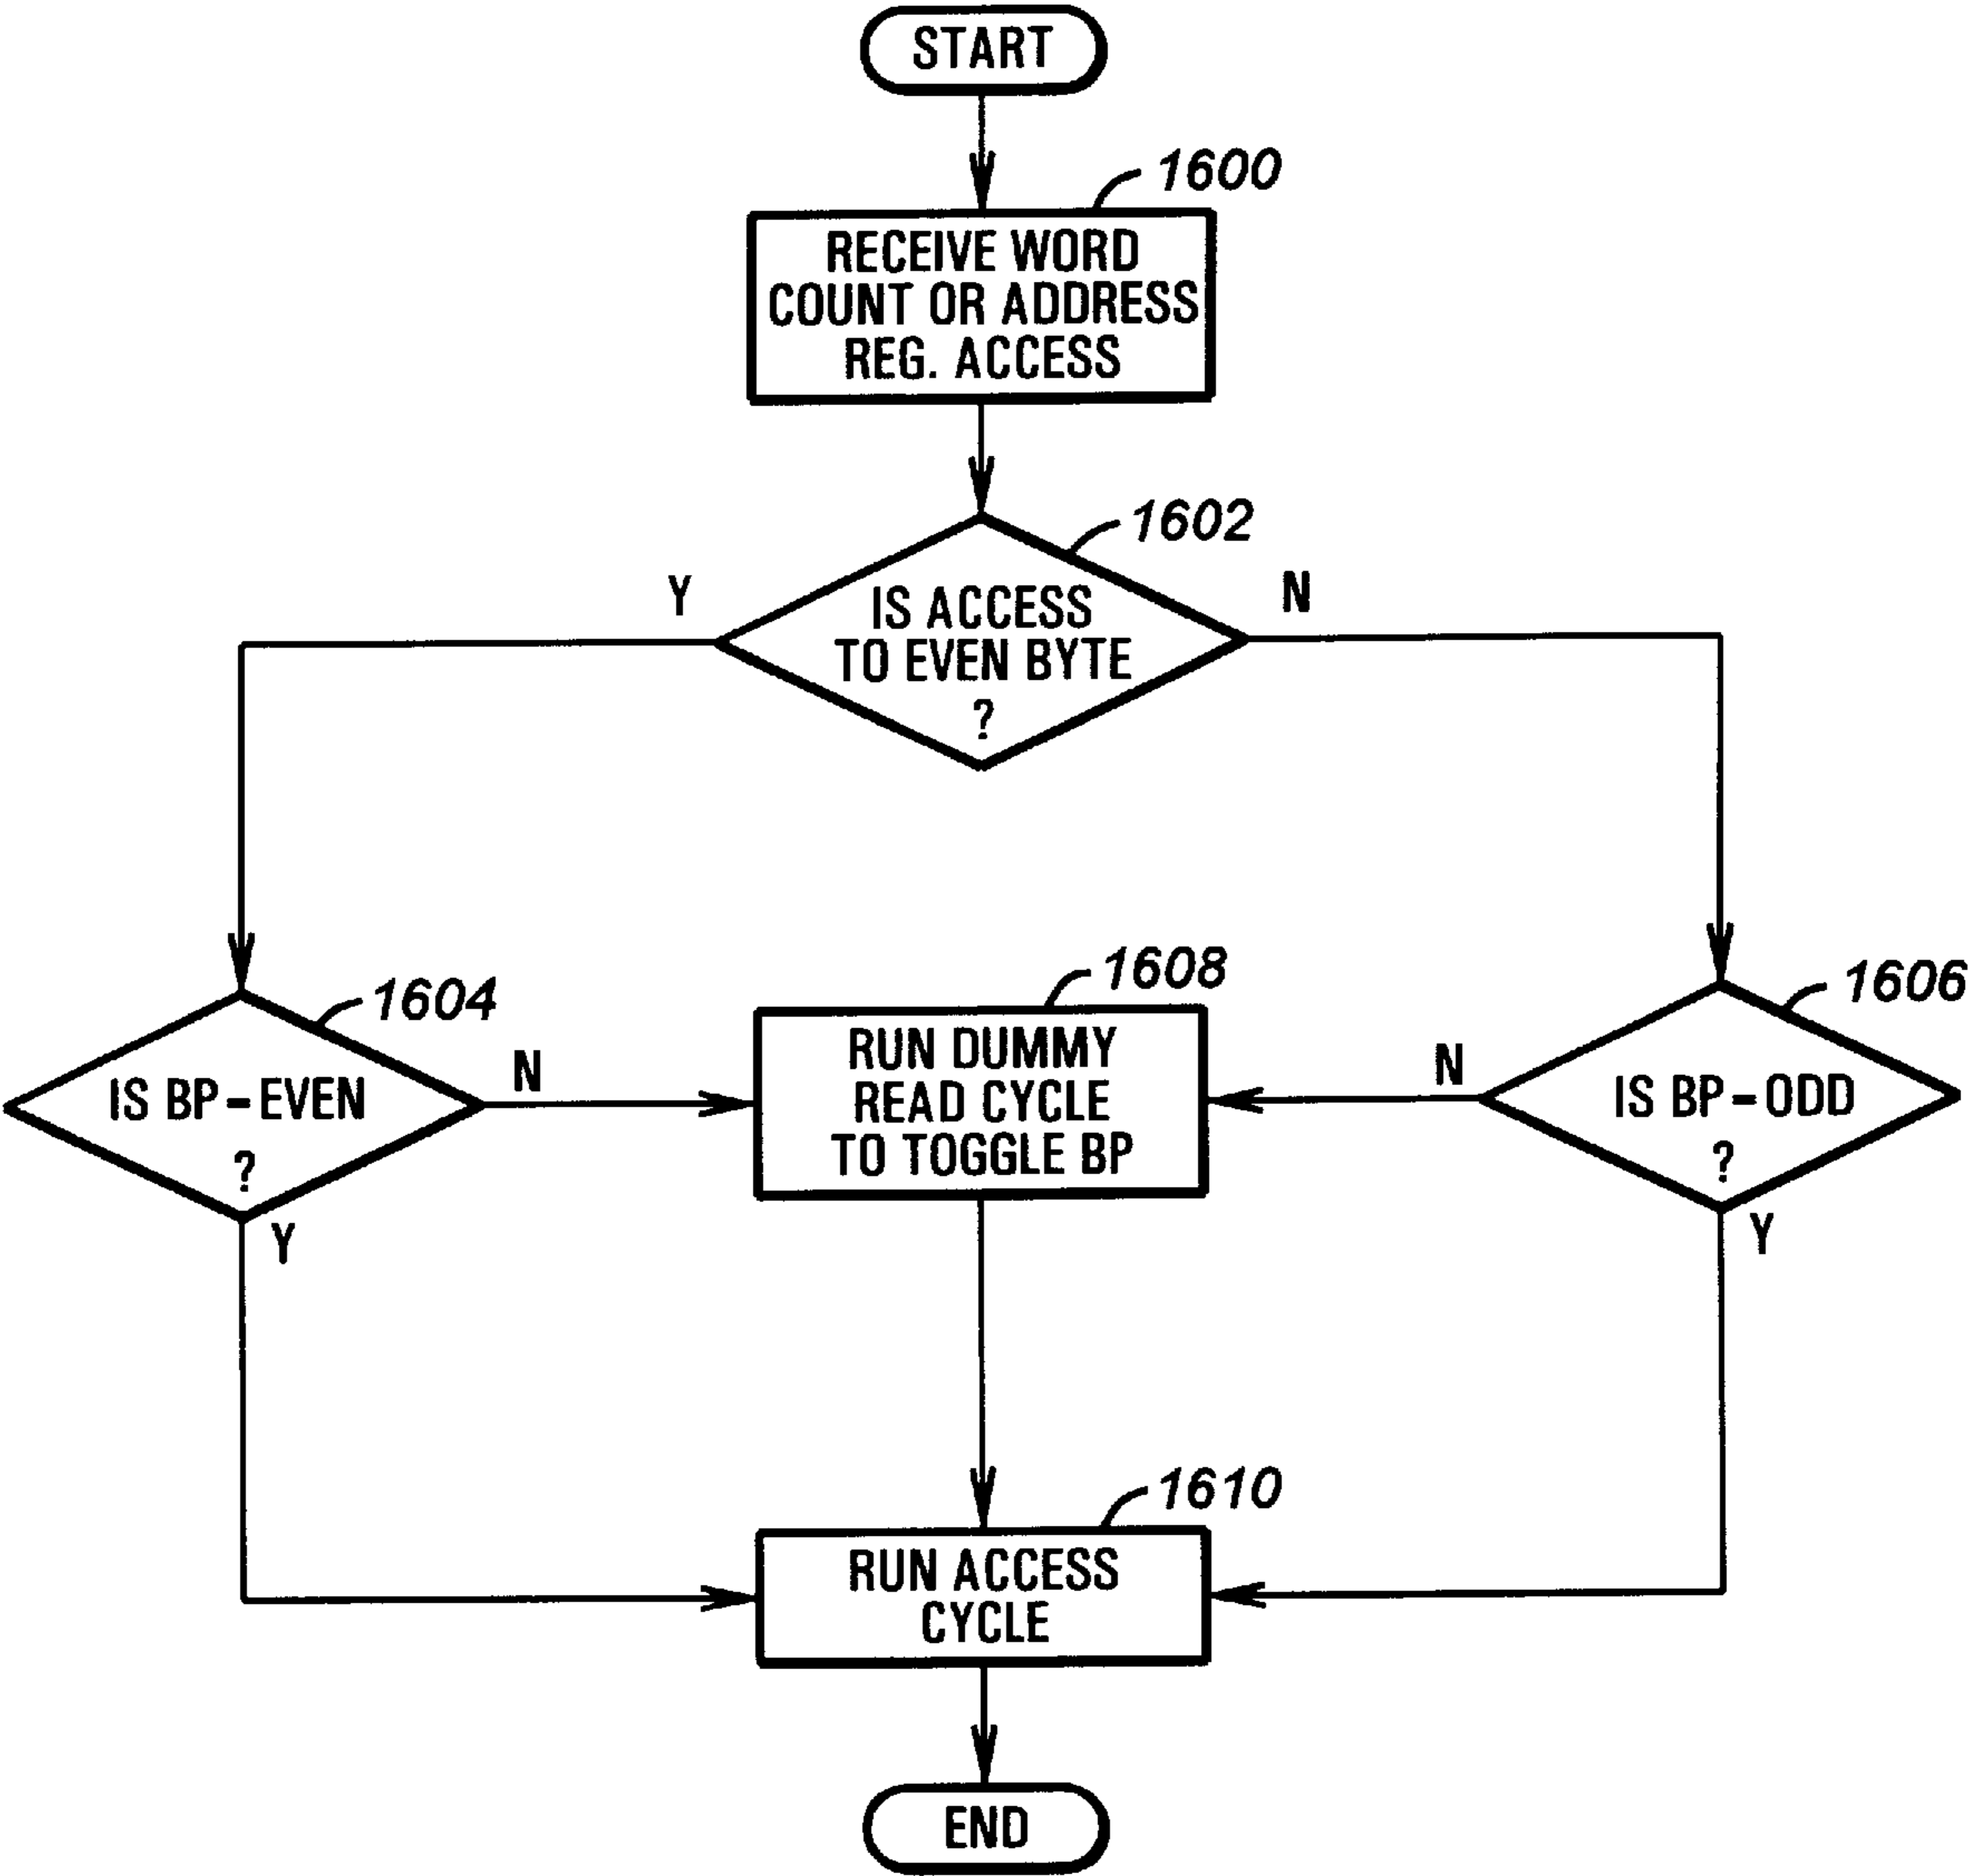 START
1600
RECEIVE WORD
COUNT OR ADDRESS
REG. ACCESS
1602
Y
N
IS ACCESS
TO EVEN BYTE
?
1604
1608
1606
IS BP-EVEN
?
N
Y
RUN DUMMY
READ CYCLE
TO TOGGLE BP
N
IS BP-ODD
?
Y
1610
RUN ACCESS
CYCLE
END